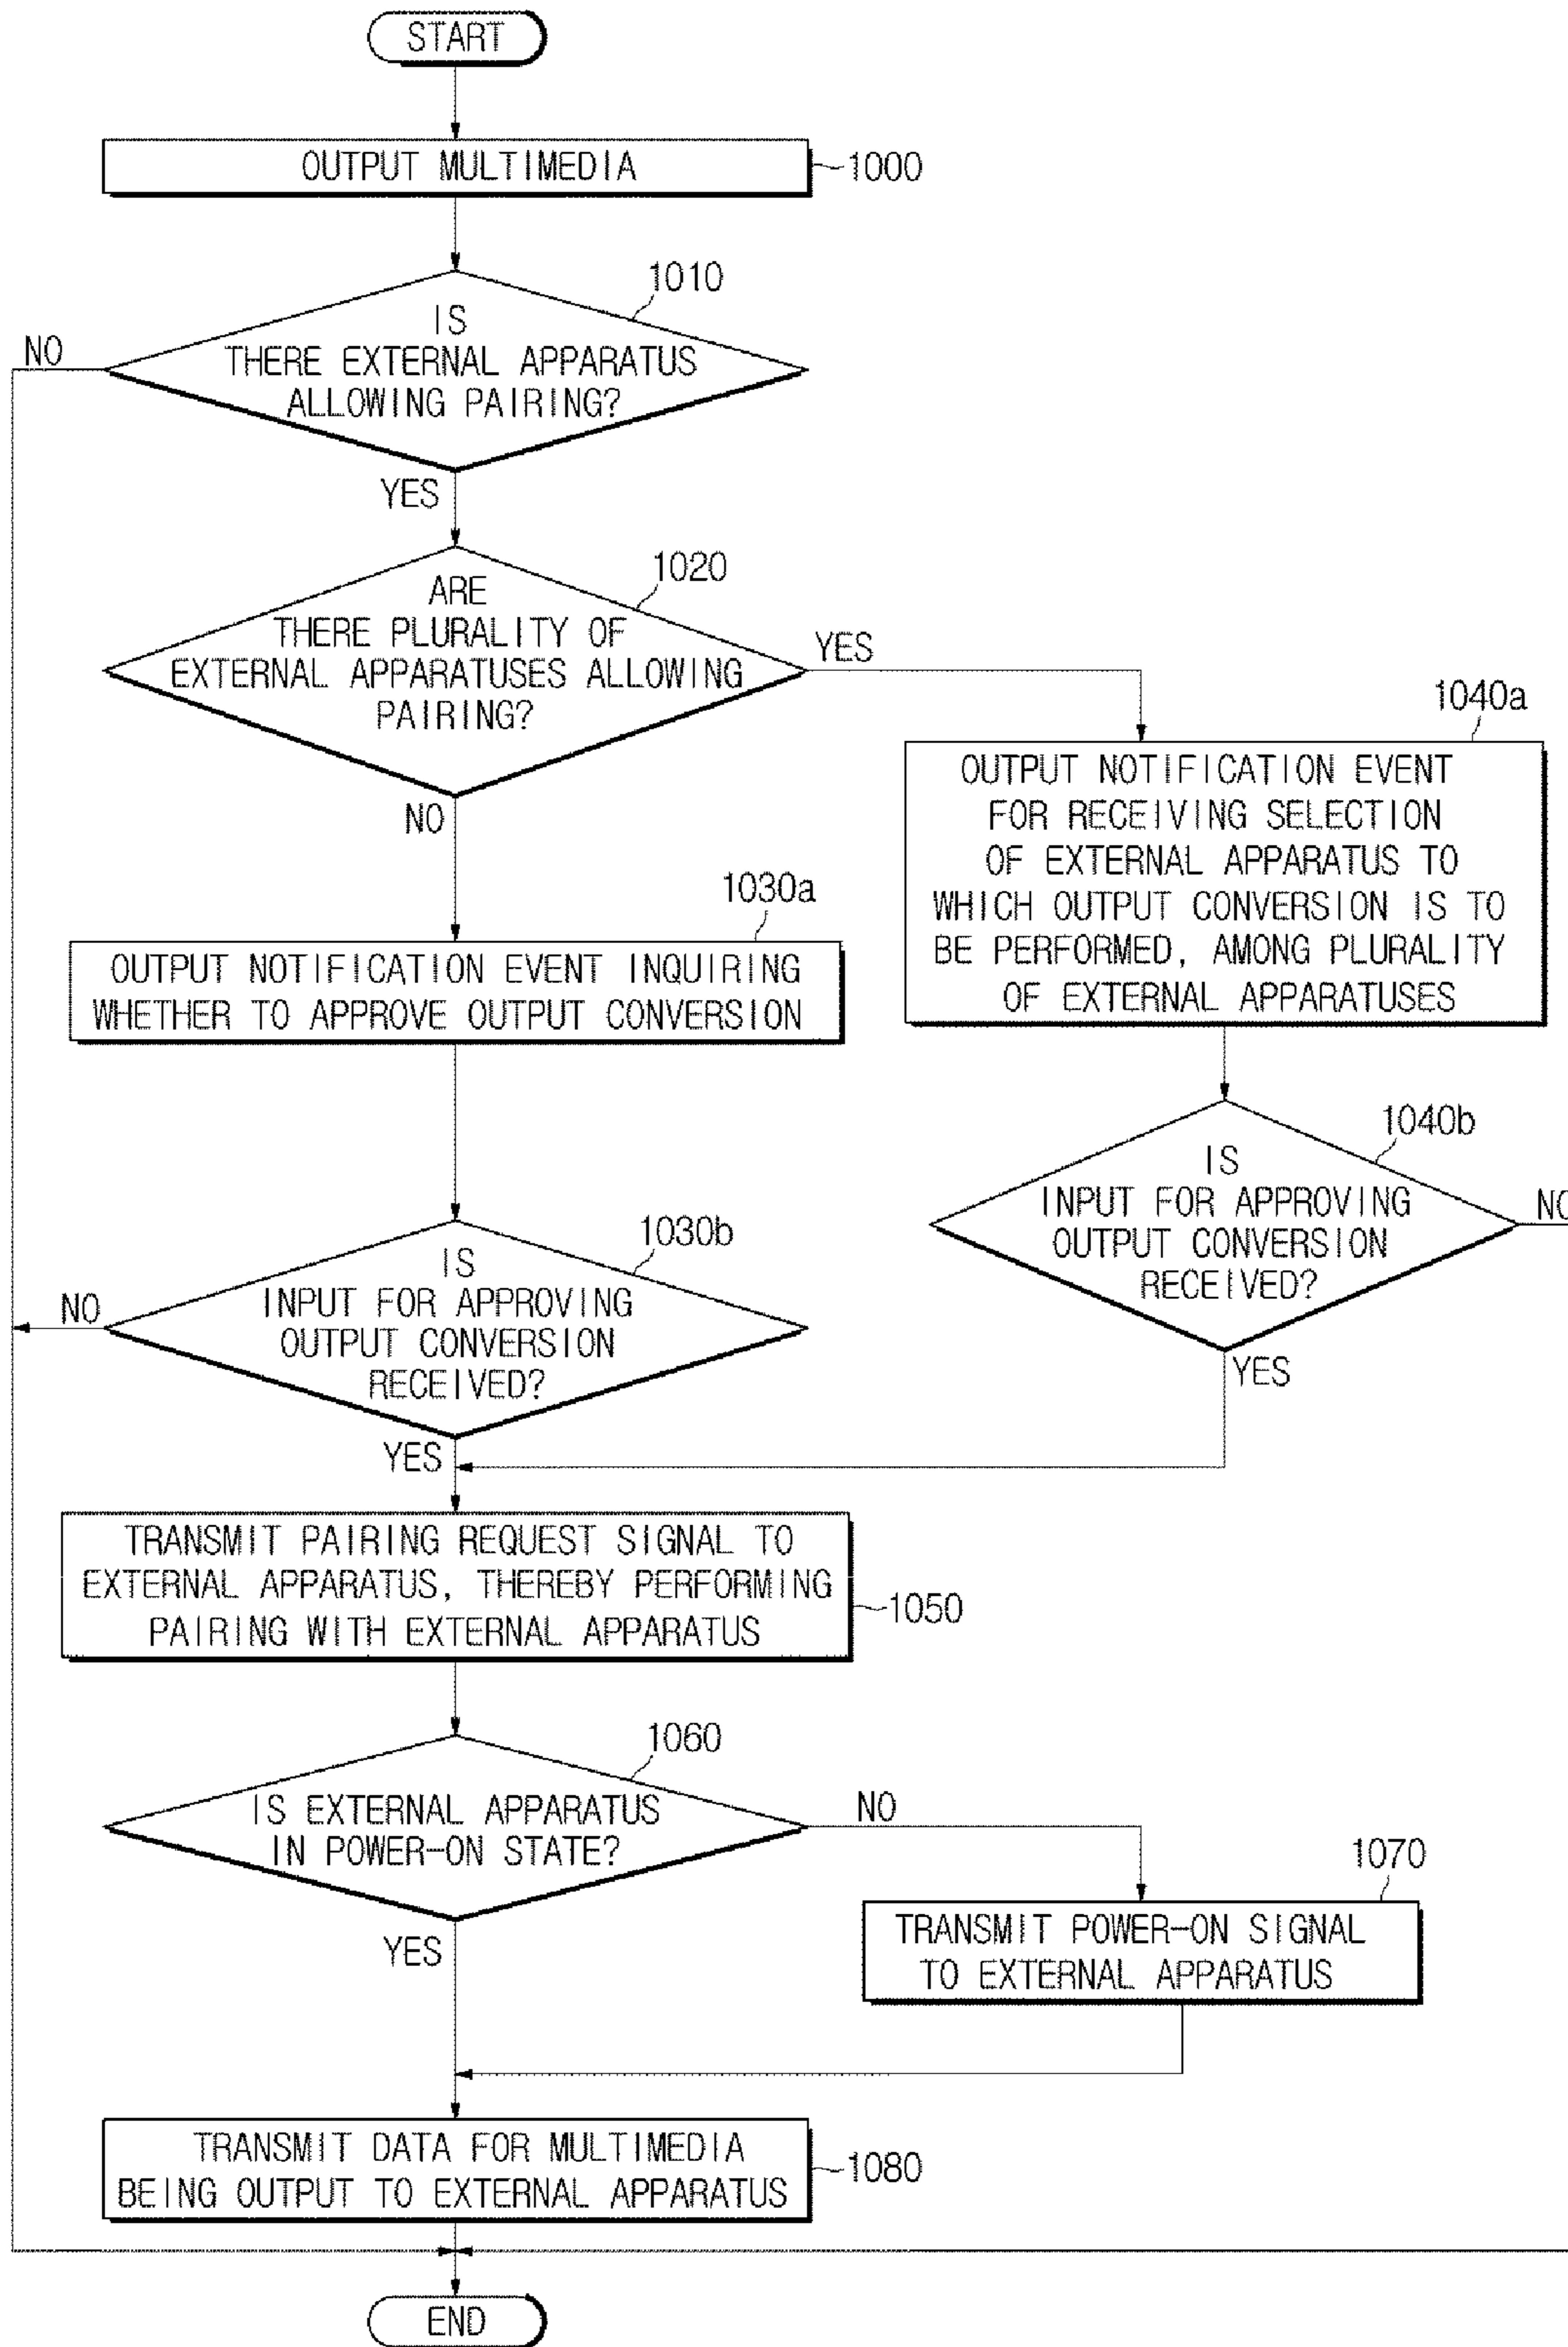 START
OUTPUT MULTIMEDIA
1000
1010
IS
THERE EXTERNAL APPARATUS
ALLOWING PAIRING?
NO
YES
1020
ARE
THERE PLURALITY OF
EXTERNAL APPARATUSES ALLOWING
PAIRING?
YES
NO
1040a
OUTPUT NOTIFICATION EVENT
FOR RECEIVING SELECTION
OF EXTERNAL APPARATUS TO
WHICH OUTPUT CONVERSION IS TO
BE PERFORMED, AMONG PLURALITY
OF EXTERNAL APPARATUSES
1030a
OUTPUT NOTIFICATION EVENT INQUIRING
WHETHER TO APPROVE OUTPUT CONVERSION
1040b
IS
INPUT FOR APPROVING
OUTPUT CONVERSION
RECEIVED?
NO
YES
1030b
IS
INPUT FOR APPROVING
OUTPUT CONVERSION
RECEIVED?
NO
YES
TRANSMIT PAIRING REQUEST SIGNAL TO
EXTERNAL APPARATUS, THEREBY PERFORMING
PAIRING WITH EXTERNAL APPARATUS
1050
1060
IS EXTERNAL APPARATUS
IN POWER-ON STATE?
NO
YES
1070
TRANSMIT POWER-ON SIGNAL
TO EXTERNAL APPARATUS
TRANSMIT DATA FOR MULTIMEDIA
BEING OUTPUT TO EXTERNAL APPARATUS
1080
END